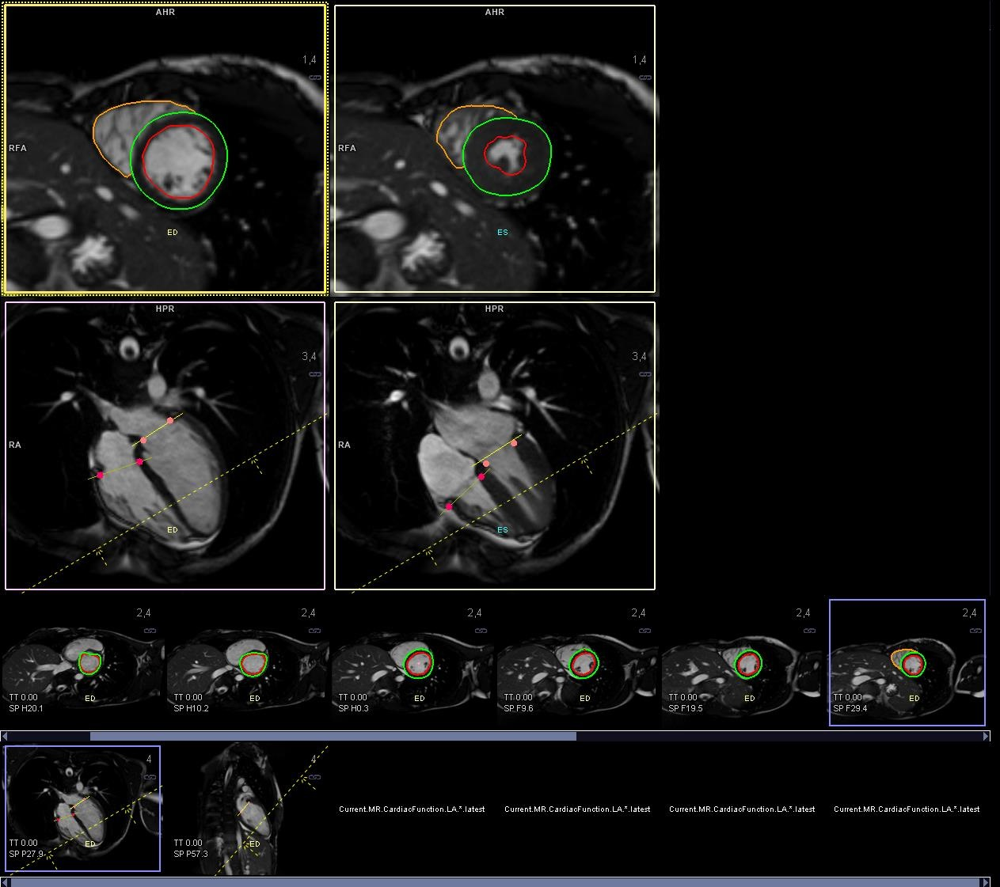 AHR
1,4
RFA
ED
AHR
1,4
RFA
ES
HPR
3,4
RA
ED
HPR
3,4
RA
ES
2,4
ED
TT 0.00
SP H20.1
2,4
ED
TT 0.00
SP H10.2
2,4
ED
TT 0.00
SP H0.3
2,4
ED
TT 0.00
SP F9.6
2,4
ED
TT 0.00
SP F19.5
2,4
ED
TT 0.00
SP F29.4
4
ED
TT 0.00
SP P27.9
4
ED
TT 0.00
SP P57.3
Current.MR.CardiacFunction.LA.*.latest
Current.MR.CardiacFunction.LA.*.latest
Current.MR.CardiacFunction.LA.*.latest
Current.MR.CardiacFunction.LA.*.latest